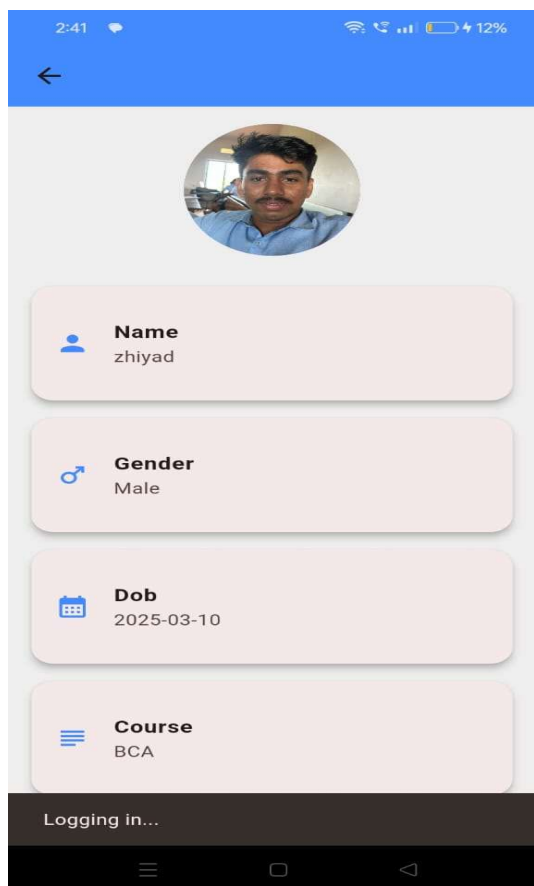 2:41
12%
Name
zhiyad
Gender
Male
Dob
2025-03-10
Course
BCA
Logging in...